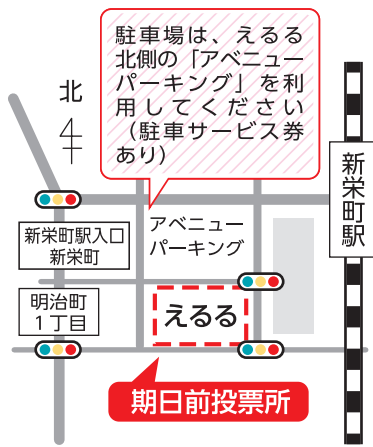 駐車場は、えるる
北側の「アベニュー
パーキング」を利
用してください
（駐車サービス券
あり）
北
新栄町駅
アベニュー
パーキング
新栄町駅入口
新栄町
明治町
1丁目
えるる
期日前投票所